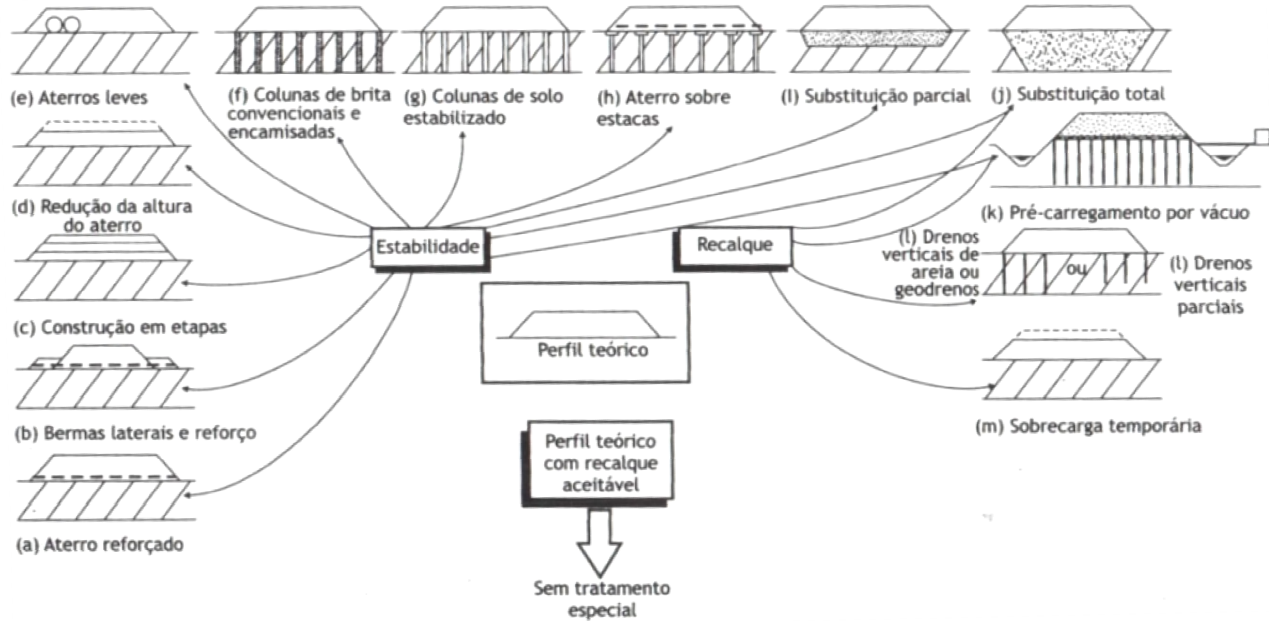 (e) Aterros leves
(f) Colunas de brita
convencionais e
encamisadas
(g) Colunas de solo
estabilizado
(h) Aterro sobre
estacas
(l) Substituição parcial
(j) Substituição total
(d) Redução da altura
do aterro
(k) Pré-carregamento por vácuo
Estabilidade
Recalque
(l) Drenos
verticais de
areia ou
geodrenos
ou
(l) Drenos
verticais
parciais
(c) Construção em etapas
Perfil teórico
(b) Bermas laterais e reforço
(m) Sobrecarga temporária
Perfil teórico
com recalque
aceitável
(a) Aterro reforçado
Sem tratamento
especial